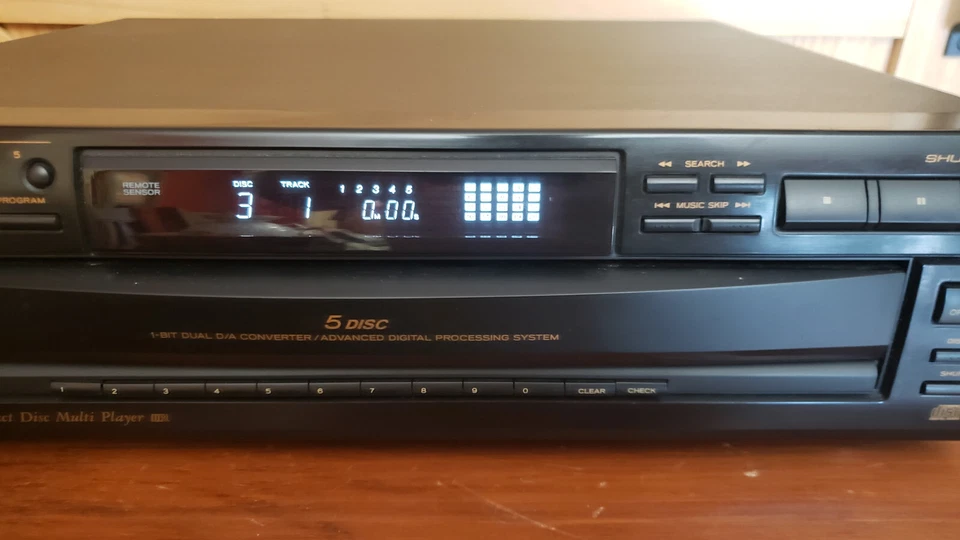 5
PROGRAM
REMOTE
SENSOR
DISC TRACK 1 2 3 4 5
3 1 0M00S
SEARCH
MUSIC SKIP
5 DISC
1-BIT DUAL D/A CONVERTER / ADVANCED DIGITAL PROCESSING SYSTEM
1 2 3 4 5 6 7 8 9 0 CLEAR CHECK
Disc Multi Player